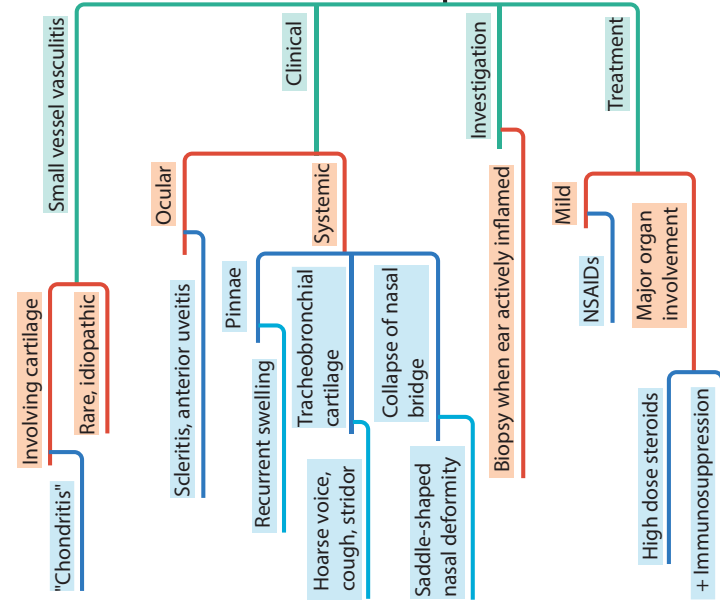 Small vessel vasculitis
Involving cartilage
"Chondritis"
Rare, idiopathic
Clinical
Ocular
Scleritis, anterior uveitis
Systemic
Pinnae
Recurrent swelling
Tracheobronchial
cartilage
Hoarse voice,
cough, stridor
Collapse of nasal
bridge
Saddle-shaped
nasal deformity
Investigation
Biopsy when ear actively inflamed
Treatment
Mild
NSAIDs
Major organ
involvement
High dose steroids
+ Immunosuppression